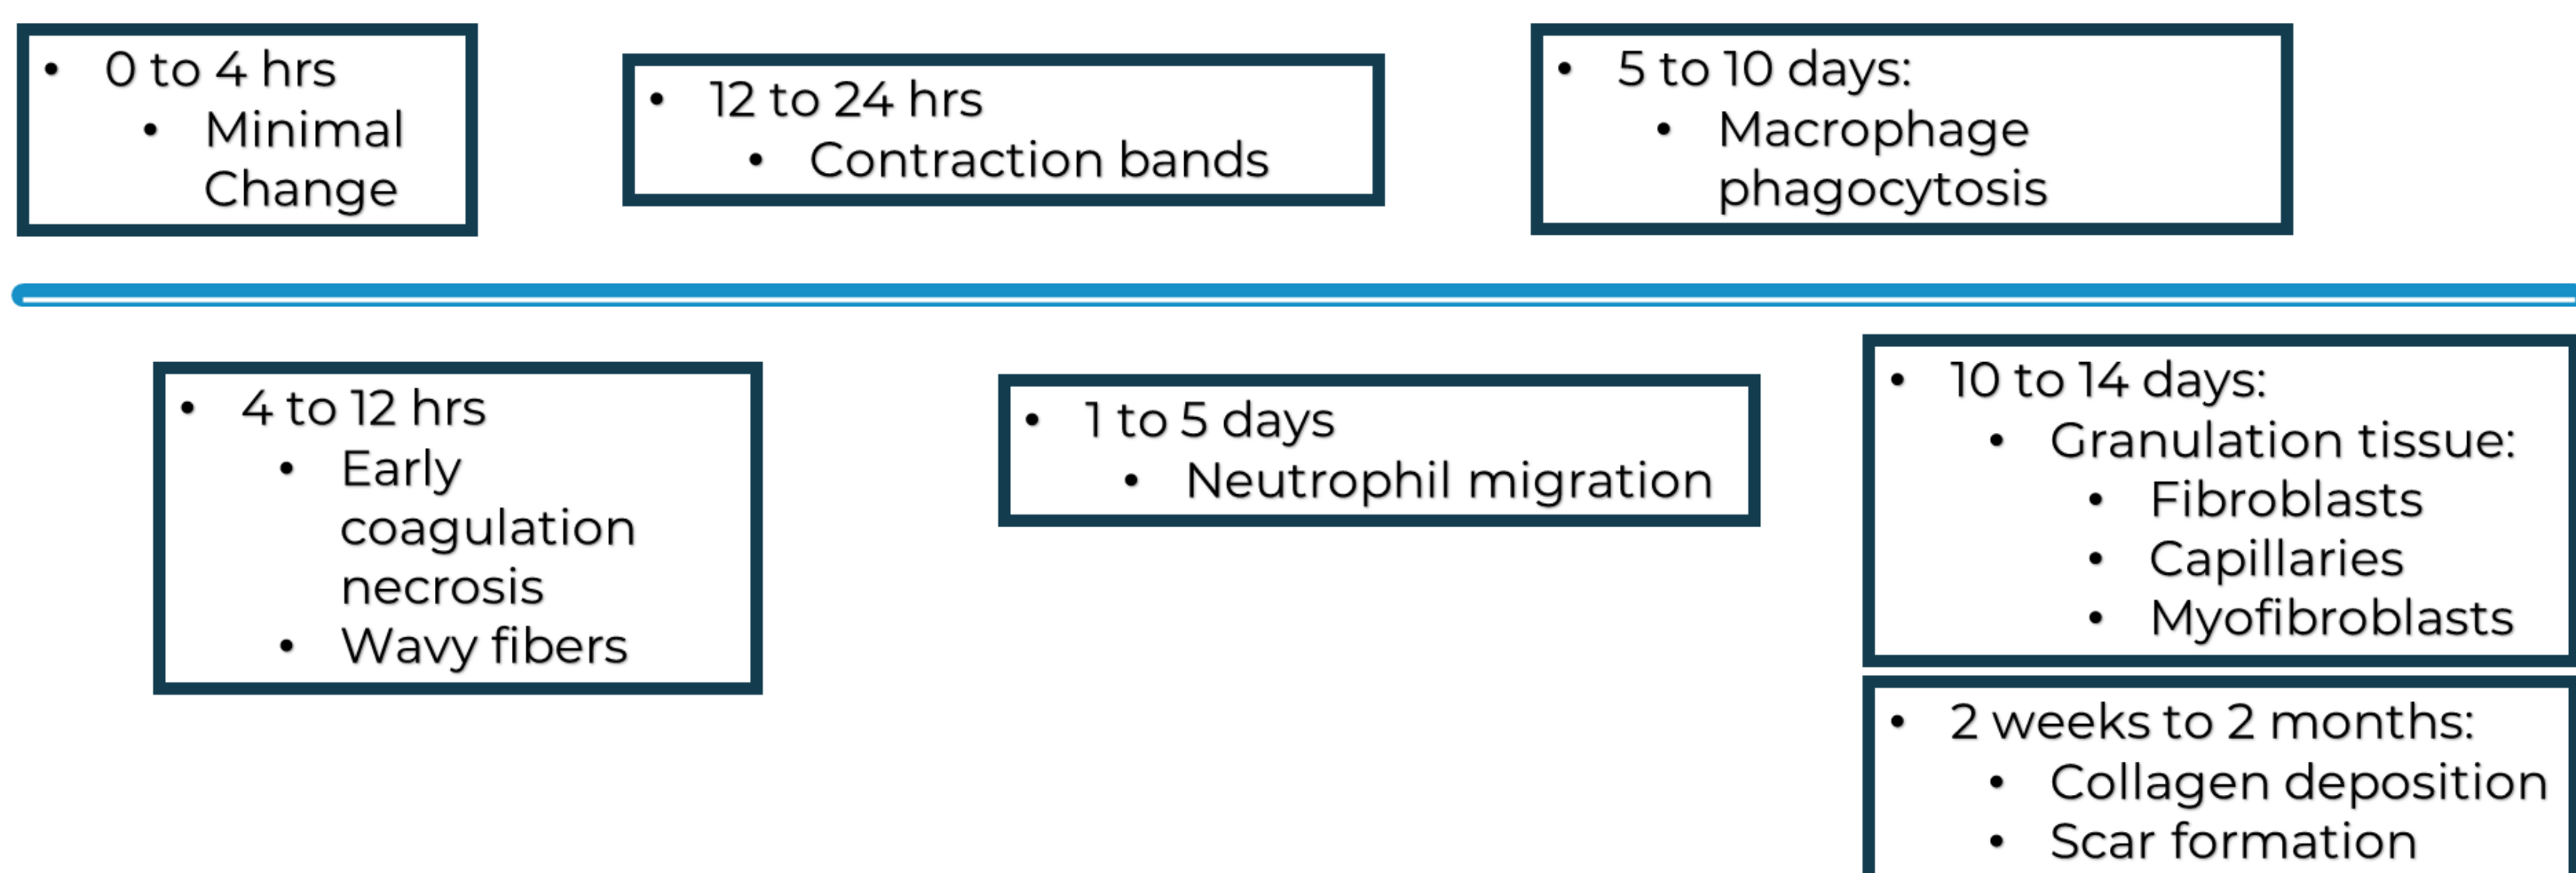 • 0 to 4 hrs
• Minimal
Change
• 12 to 24 hrs
• Contraction bands
• 5 to 10 days:
• Macrophage
phagocytosis
• 4 to 12 hrs
• Early
coagulation
necrosis
• Wavy fibers
• 1 to 5 days
• Neutrophil migration
• 10 to 14 days:
• Granulation tissue:
• Fibroblasts
• Capillaries
• Myofibroblasts
• 2 weeks to 2 months:
• Collagen deposition
• Scar formation